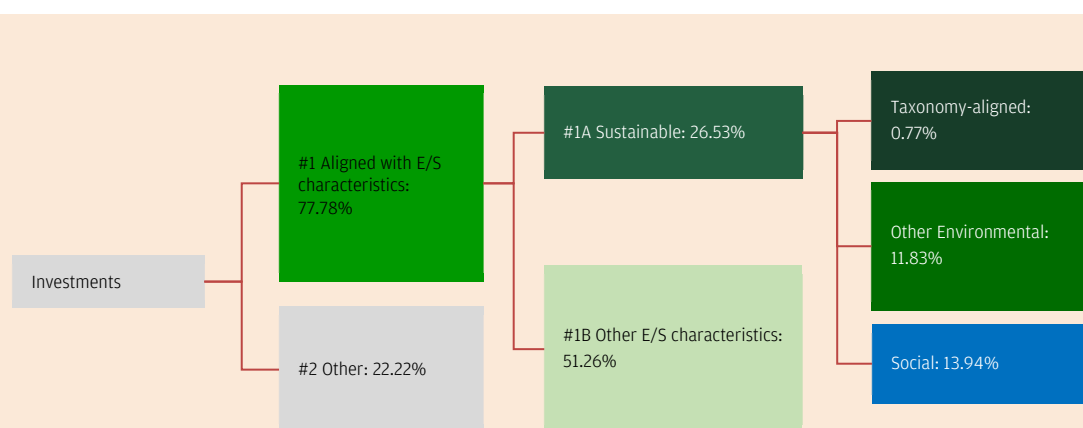 Investments
#1 Aligned with E/S
characteristics:
77.78%
#2 Other: 22.22%
#1A Sustainable: 26.53%
#1B Other E/S characteristics:
51.26%
Taxonomy-aligned:
0.77%
Other Environmental:
11.83%
Social: 13.94%